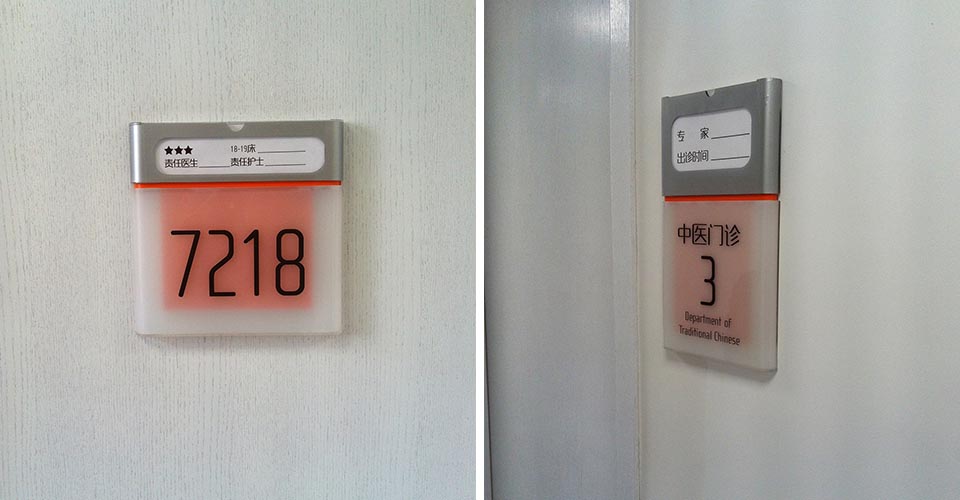 ★★★ 18-19床
责任医生 责任护士
7218
专 家
出诊时间
中医门诊
3
Department of
Traditional Chinese